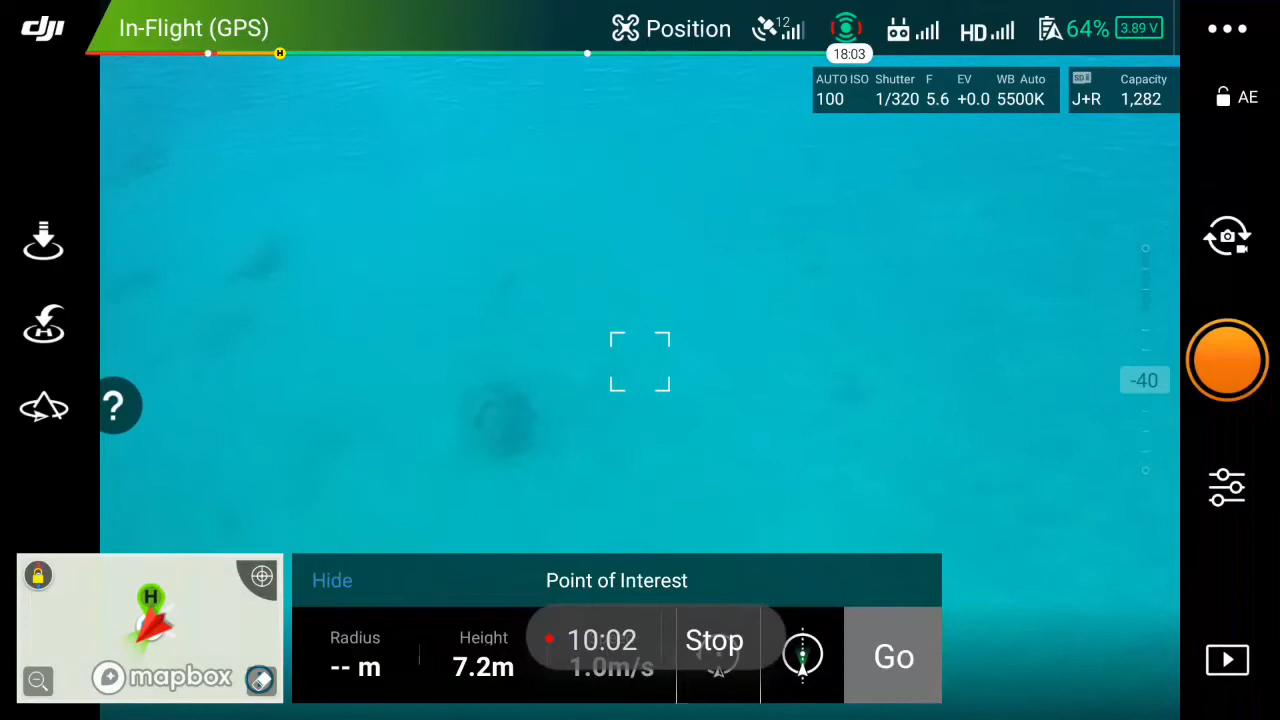 dji In-Flight (GPS) Position 12 HD 64% 3.89 V
18:03
AUTO ISO Shutter F EV WB Auto Capacity
100 1/320 5.6 +0.0 5500K J+R 1,282
AE
-40
?
H
mapbox
Hide Point of Interest
Radius Height
-- m 7.2m 1.0m/s
10:02 Stop
Go